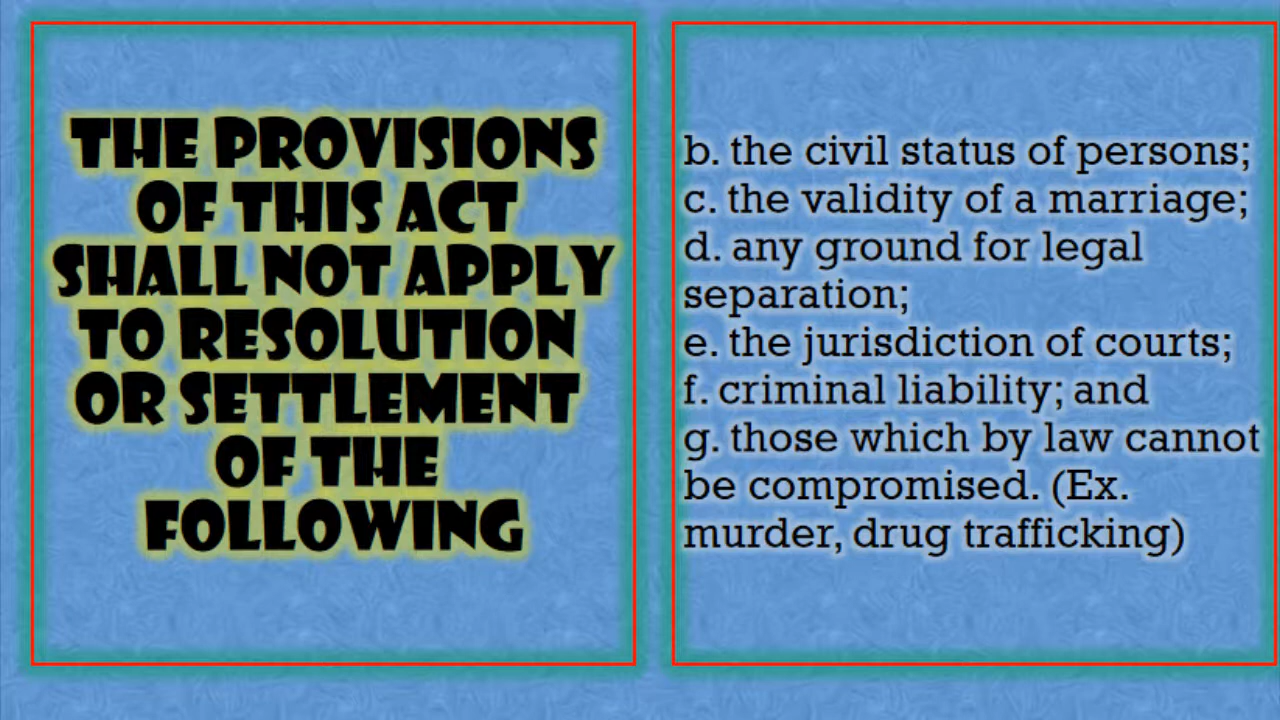 THE PROVISIONS
OF THIS ACT
SHALL NOT APPLY
TO RESOLUTION
OR SETTLEMENT
OF THE
FOLLOWING
b. the civil status of persons;
c. the validity of a marriage;
d. any ground for legal
separation;
e. the jurisdiction of courts;
f. criminal liability; and
g. those which by law cannot
be compromised. (Ex.
murder, drug trafficking)